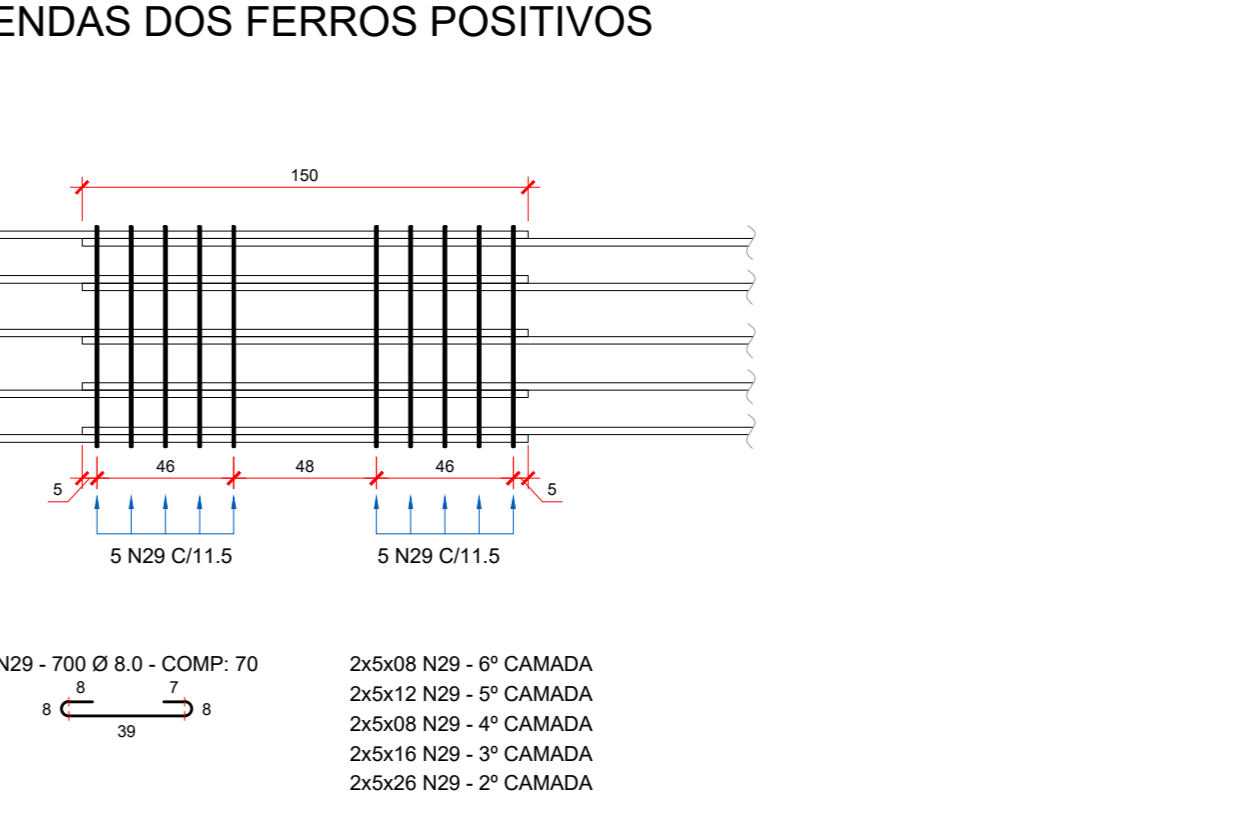 ENDAS DOS FERROS POSITIVOS
150
46 48 46
5 5
5 N29 C/11.5 5 N29 C/11.5
N29 - 700 Ø 8.0 - COMP: 70
8 7
8 8
39
2x5x08 N29 - 6º CAMADA
2x5x12 N29 - 5º CAMADA
2x5x08 N29 - 4º CAMADA
2x5x16 N29 - 3º CAMADA
2x5x26 N29 - 2º CAMADA